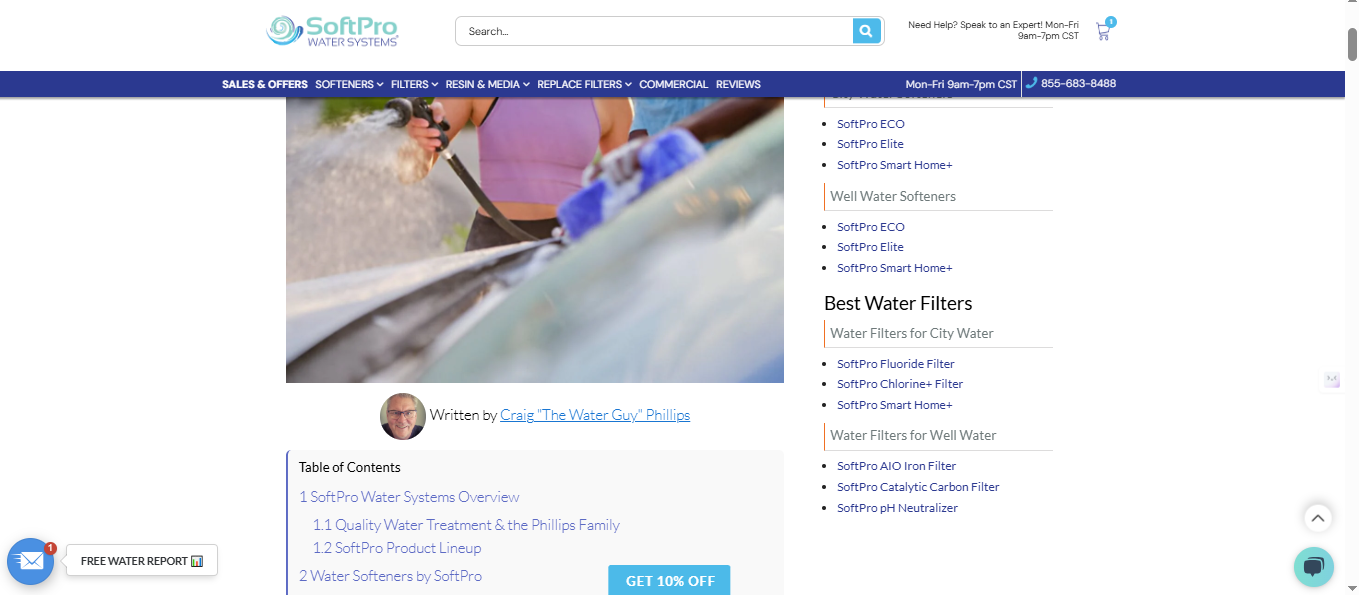 SoftPro
WATER SYSTEMS
Search...
Need Help? Speak to an Expert! Mon-Fri
9am-7pm CST
1
SALES & OFFERS SOFTENERS FILTERS RESIN & MEDIA REPLACE FILTERS COMMERCIAL REVIEWS Mon-Fri 9am-7pm CST 855-683-8488
Written by Craig "The Water Guy" Phillips
Table of Contents
1 SoftPro Water Systems Overview
1.1 Quality Water Treatment & the Phillips Family
1.2 SoftPro Product Lineup
2 Water Softeners by SoftPro
SoftPro ECO
SoftPro Elite
SoftPro Smart Home+
Well Water Softeners
SoftPro ECO
SoftPro Elite
SoftPro Smart Home+
Best Water Filters
Water Filters for City Water
SoftPro Fluoride Filter
SoftPro Chlorine+ Filter
SoftPro Smart Home+
Water Filters for Well Water
SoftPro AIO Iron Filter
SoftPro Catalytic Carbon Filter
SoftPro pH Neutralizer
1
FREE WATER REPORT
GET 10% OFF